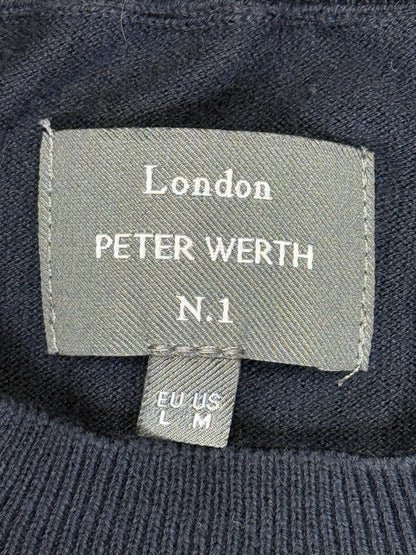 London
PETER WERTH
N.1
EU US
L M